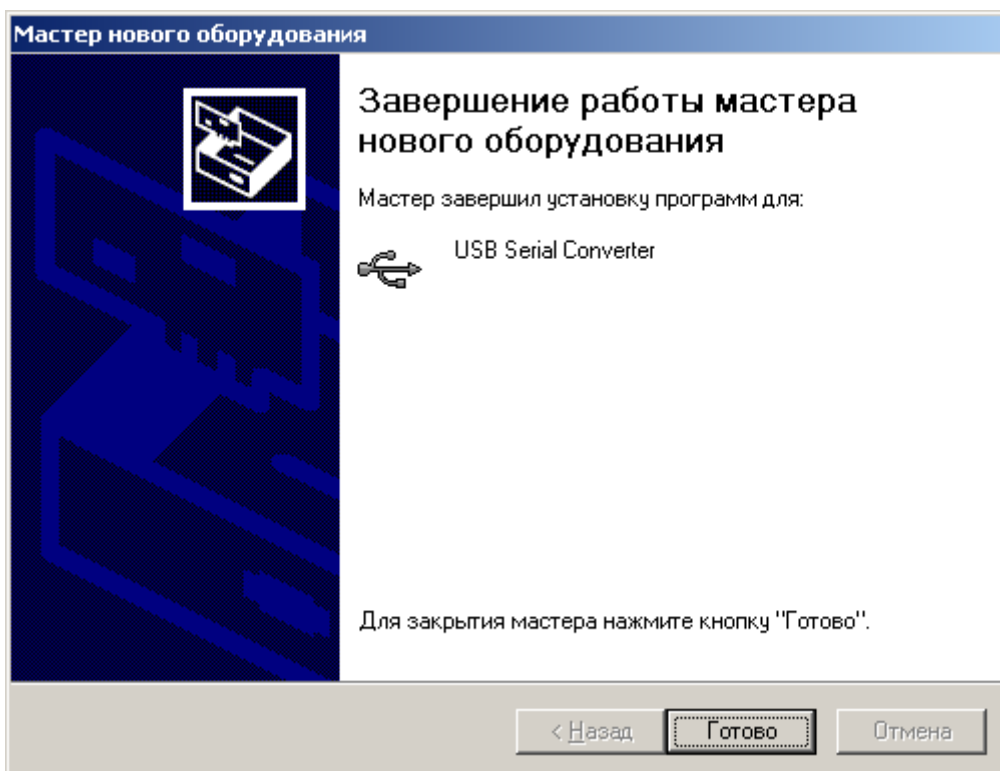 Мастер нового оборудования
Завершение работы мастера
нового оборудования
Мастер завершил установку программ для:
USB Serial Converter
Для закрытия мастера нажмите кнопку "Готово".
< Назад
Готово
Отмена